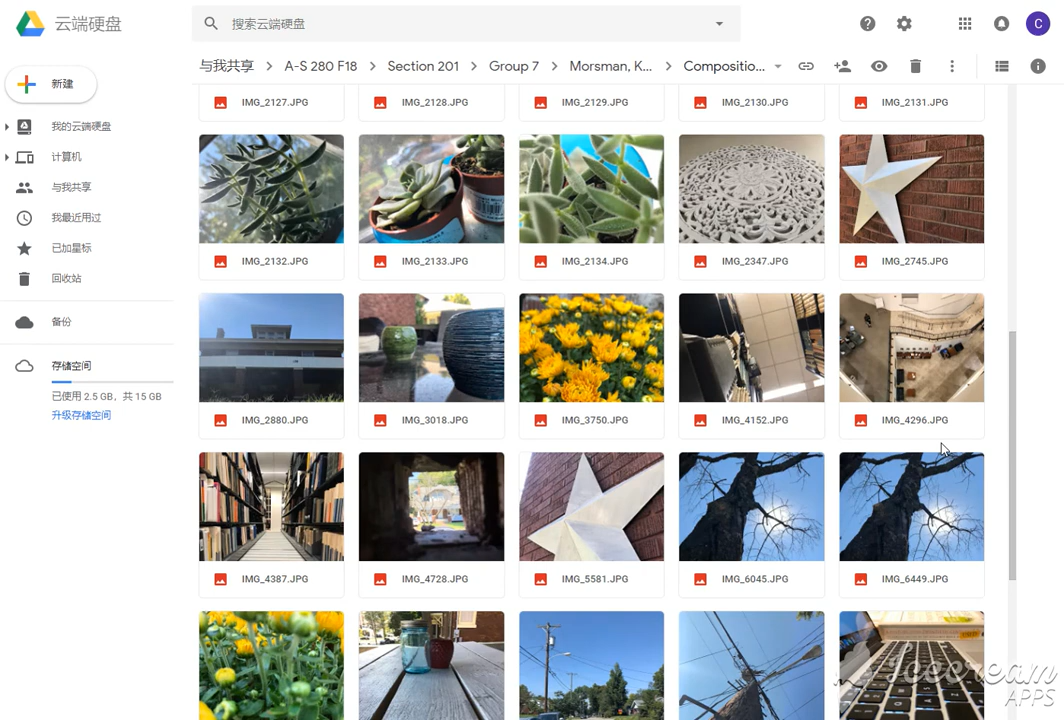 云端硬盘
搜索云端硬盘
C
新建
与我共享 A-S 280 F18 Section 201 Group 7 Morsman, K... Compositio...
IMG_2127.JPG IMG_2128.JPG IMG_2129.JPG IMG_2130.JPG IMG_2131.JPG
我的云端硬盘
计算机
与我共享
我最近用过
已加星标
回收站
备份
存储空间
已使用 2.5 GB，共 15 GB
升级存储空间
IMG_2132.JPG IMG_2133.JPG IMG_2134.JPG IMG_2347.JPG IMG_2745.JPG
IMG_2880.JPG IMG_3018.JPG IMG_3750.JPG IMG_4152.JPG IMG_4296.JPG
IMG_4387.JPG IMG_4728.JPG IMG_5581.JPG IMG_6045.JPG IMG_6449.JPG
Icecream
APPS